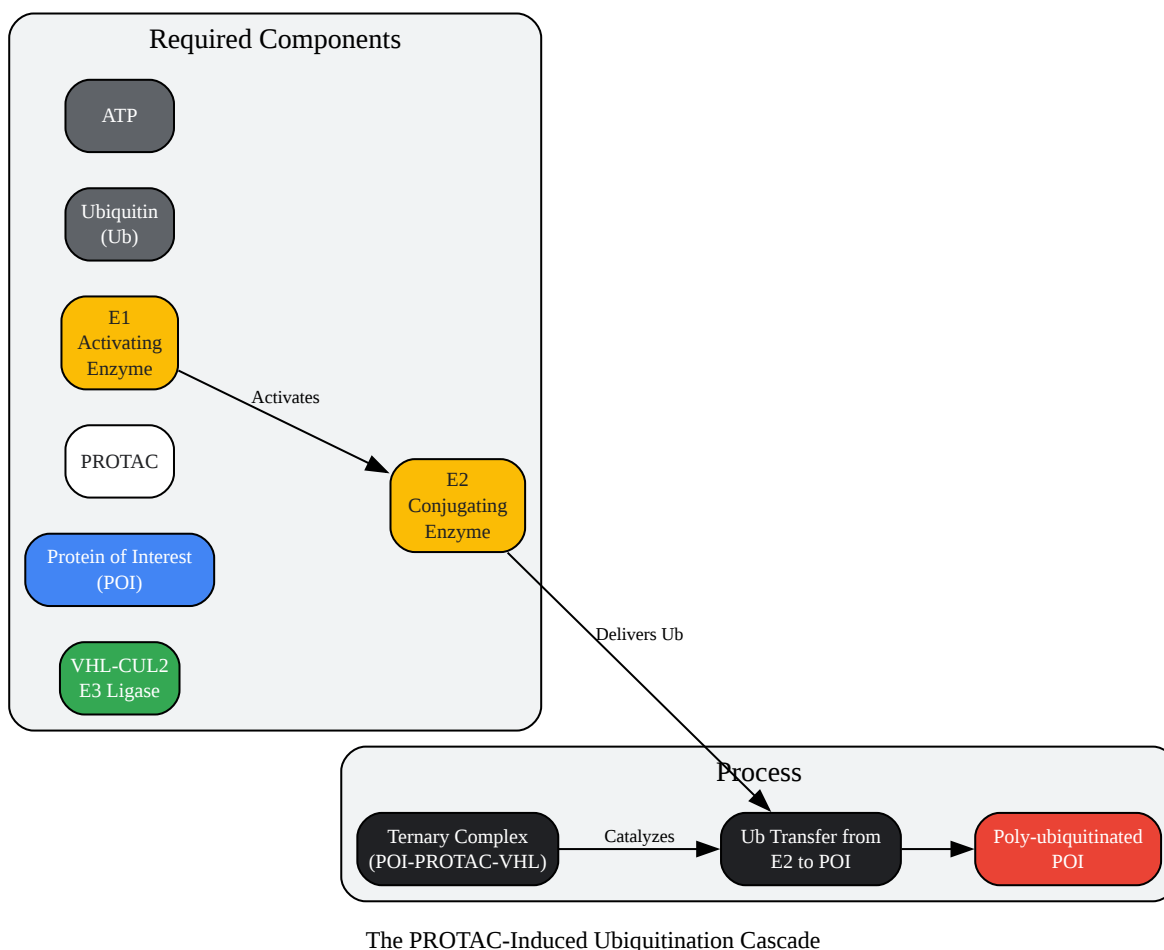 Required Components
ATP
Ubiquitin
(Ub)
E1
Activating
Enzyme
Activates
PROTAC
E2
Conjugating
Enzyme
Protein of Interest
(POI)
Delivers Ub
VHL-CUL2
E3 Ligase
Process
Ternary Complex
(POI-PROTAC-VHL)
Catalyzes
Ub Transfer from
E2 to POI
Poly-ubiquitinated
POI
The PROTAC-Induced Ubiquitination Cascade